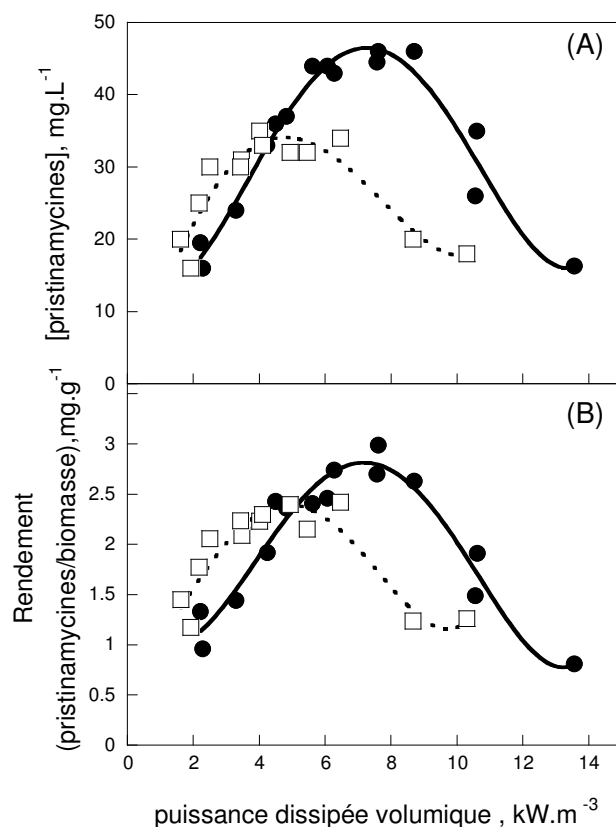 50
(A)
40
30
20
10
0
[pristinamycines], mg.L-1
(B)
3
2.5
2
1.5
1
0.5
0
Rendement
(pristinamycines/biomasse),mg.g-1
0 2 4 6 8 10 12 14
puissance dissipée volumique , kW.m-3